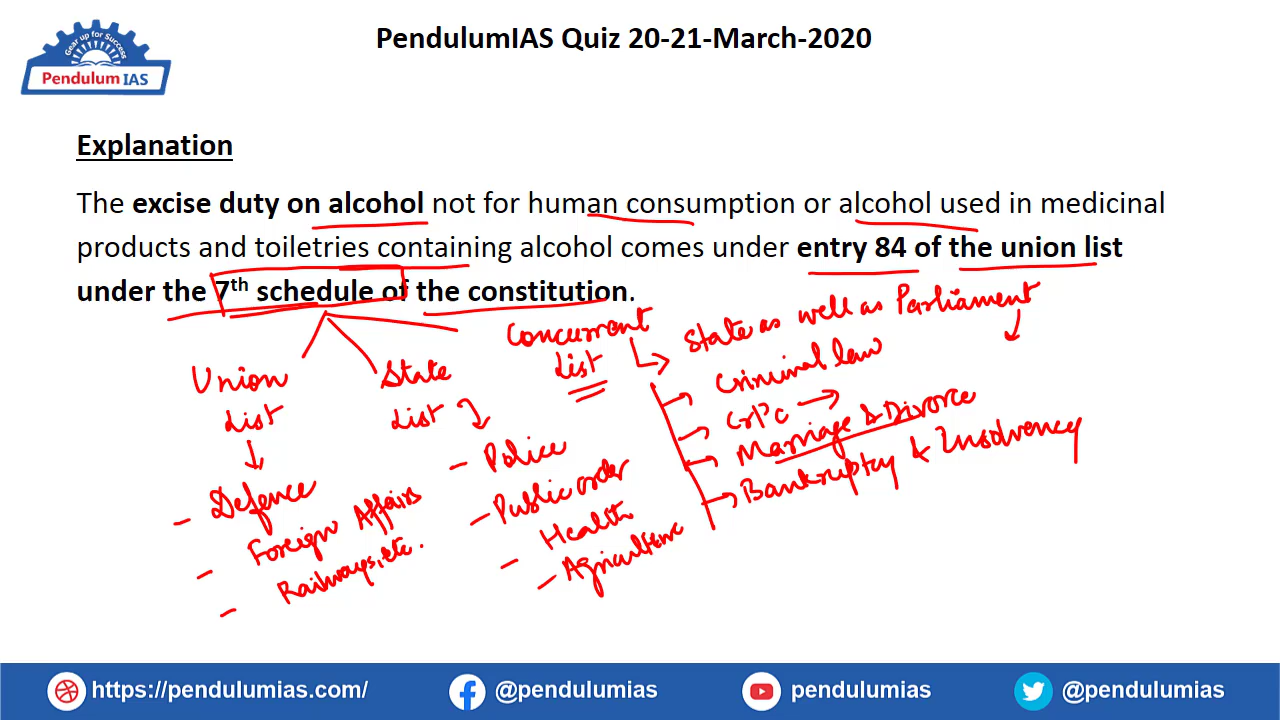 PendulumIAS Quiz 20-21-March-2020
Gear up for Success
Pendulum IAS
Explanation
The excise duty on alcohol not for human consumption or alcohol used in medicinal
products and toiletries containing alcohol comes under entry 84 of the union list
under the 7th schedule of the constitution.
Union
List
Defence
Foreign Affairs
Railways, etc.
State
List
Police
Public order
Health
Agriculture
Concurrent
List
State as well as Parliament
Criminal law
CrPC
Marriage & Divorce
Bankruptcy & Insolvency
https://pendulumias.com/
@pendulumias
pendulumias
@pendulumias